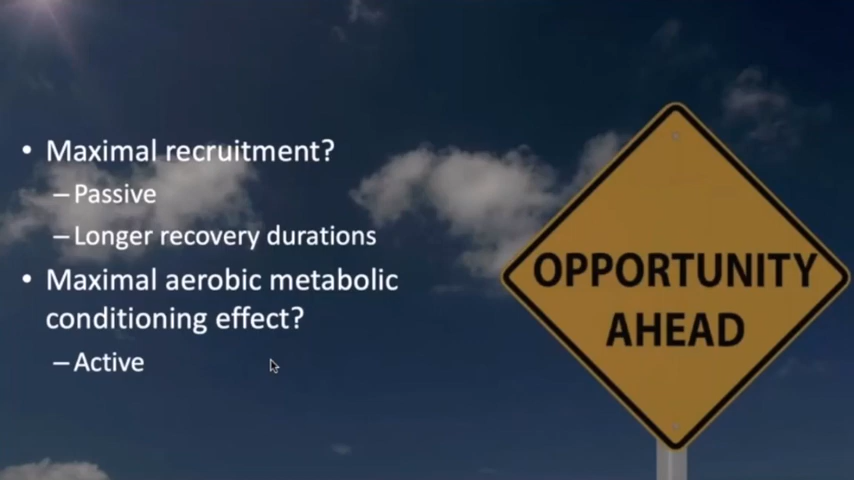 • Maximal recruitment?
– Passive
– Longer recovery durations
• Maximal aerobic metabolic
conditioning effect?
– Active
OPPORTUNITY
AHEAD